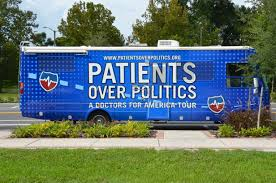 WWW.PATIENTSOVERPOLITICS.ORG
PATIENTS
OVER POLITICS
A DOCTORS FOR AMERICA TOUR